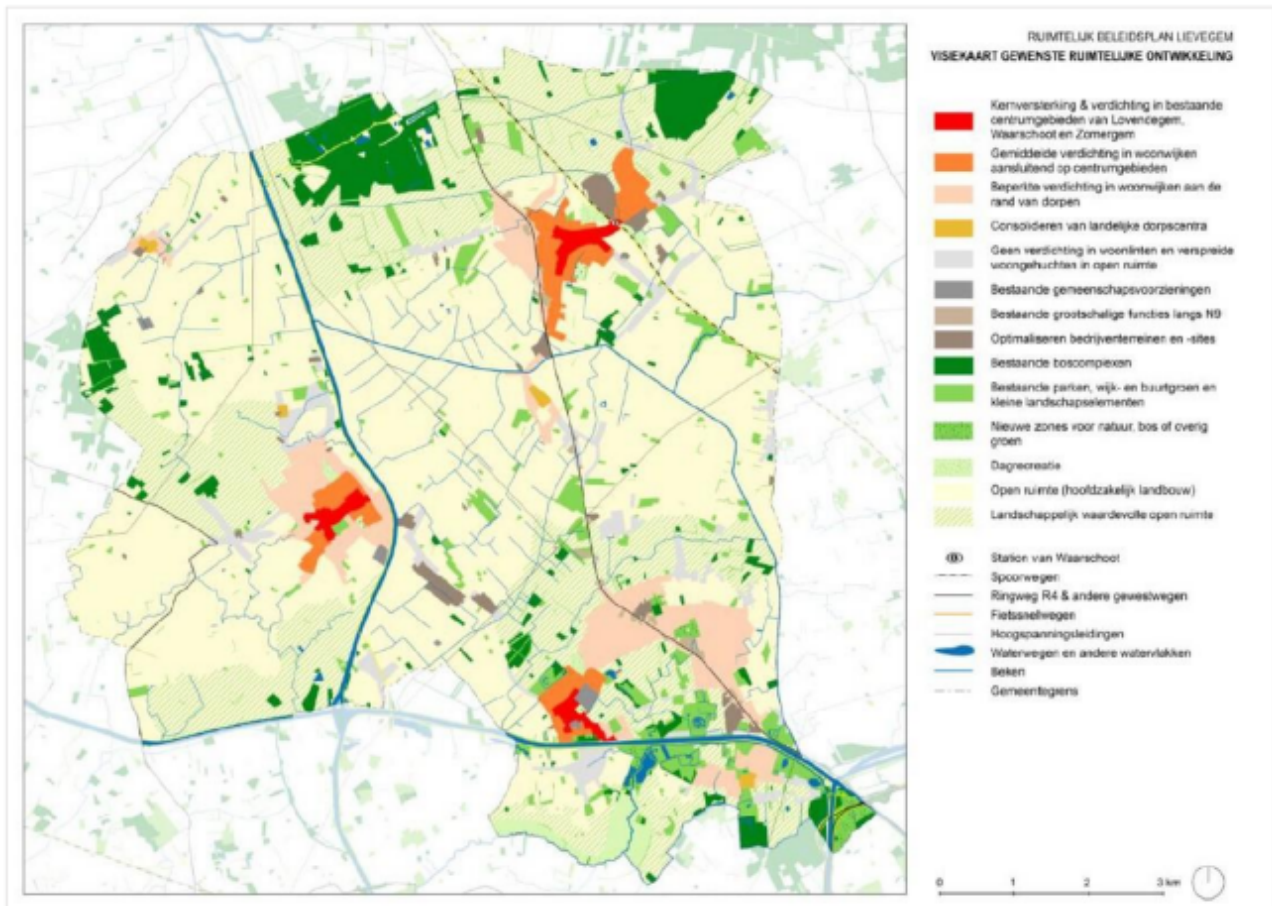 RUIMTELIJK BELEIDSPLAN LIEVEGEM
VISIEKAART GEWENSTE RUIMTELIJKE ONTWIKKELING
Kernversterking & verdichting in bestaande
centrumgebieden van Lovendegem,
Waarschoot en Zomergem
Gemiddelde verdichting in woonwijken
aansluitend op centrumgebieden
Beperkte verdichting in woonwijken aan de
rand van dorpen
Consolideren van landelijke dorpscentra
Geen verdichting in woonlinten en verspreide
woongehuchten in open ruimte
Bestaande gemeenschapsvoorzieningen
Bestaande grootschalige functies langs N9
Optimaliseren bedrijventerreinen en -sites
Bestaande boscomplexen
Bestaande parken, wijk- en buurtgroen en
kleine landschapselementen
Nieuwe zones voor natuur, bos of overig
groen
Dagrecreatie
Open ruimte (hoofdzakelijk landbouw)
Landschappelijk waardevolle open ruimte
Station van Waarschoot
Spoorwegen
Ringweg R4 & andere gewestwegen
Fietssnelwegen
Hoogspanningsleidingen
Waterwegen en andere watervlakken
Beken
Gemeentegrens
0 1 2 3 km